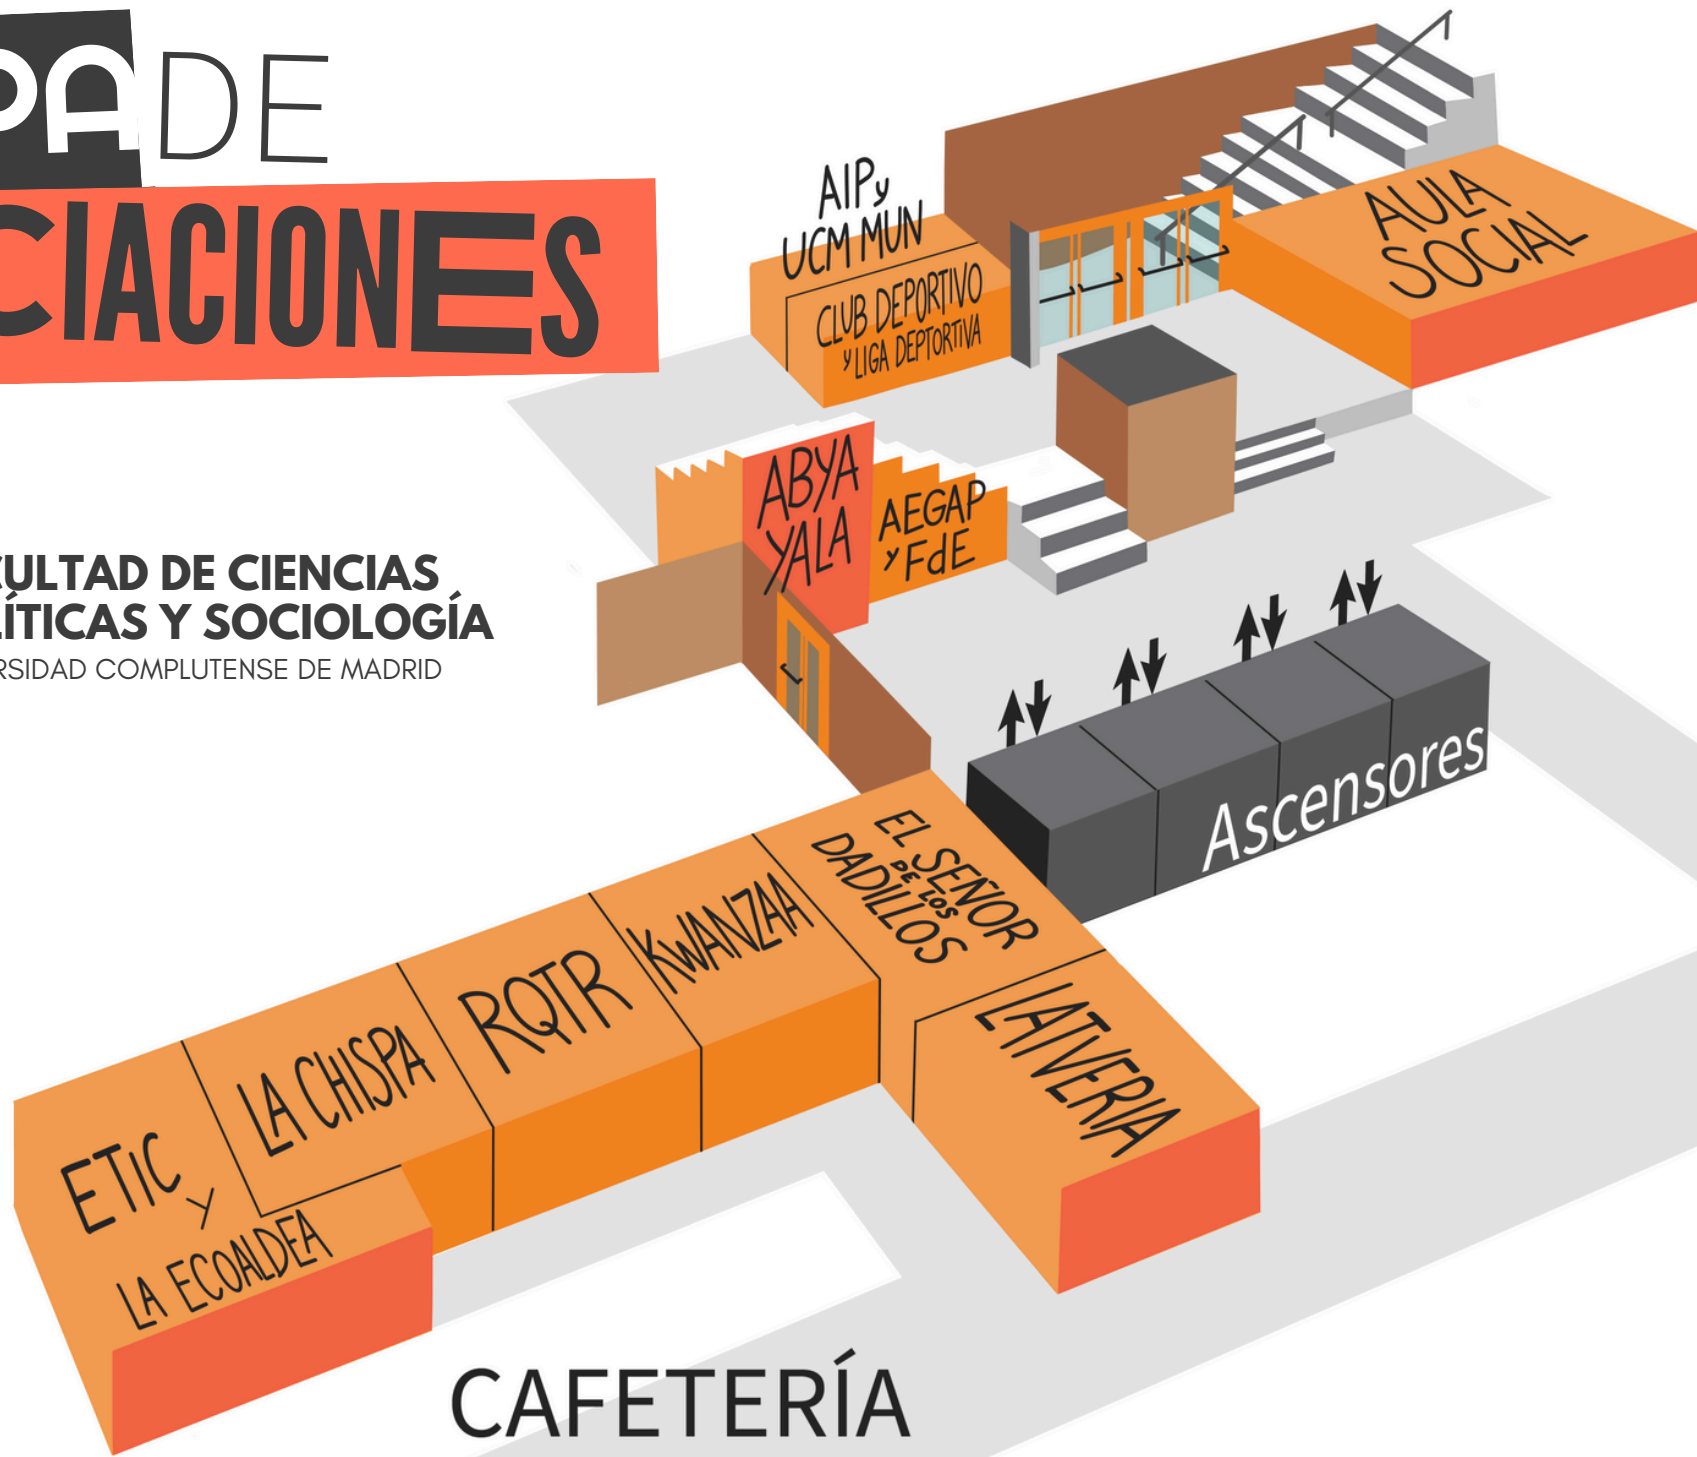 PA DE
CIACIONES
CULTAD DE CIENCIAS
LÍTICAS Y SOCIOLOGÍA
RSIDAD COMPLUTENSE DE MADRID
AIP y
UCM MUN
CLUB DEPORTIVO
Y LIGA DEPTORTIVA
AULA
SOCIAL
ABYA
YALA
AEGAP
Y FdE
Ascensores
EL SEÑOR
DE LOS
DADILLOS
KWANZAA
RQTR
LATVERIA
LA CHISPA
ETIC
Y
LA ECOALDEA
CAFETERÍA